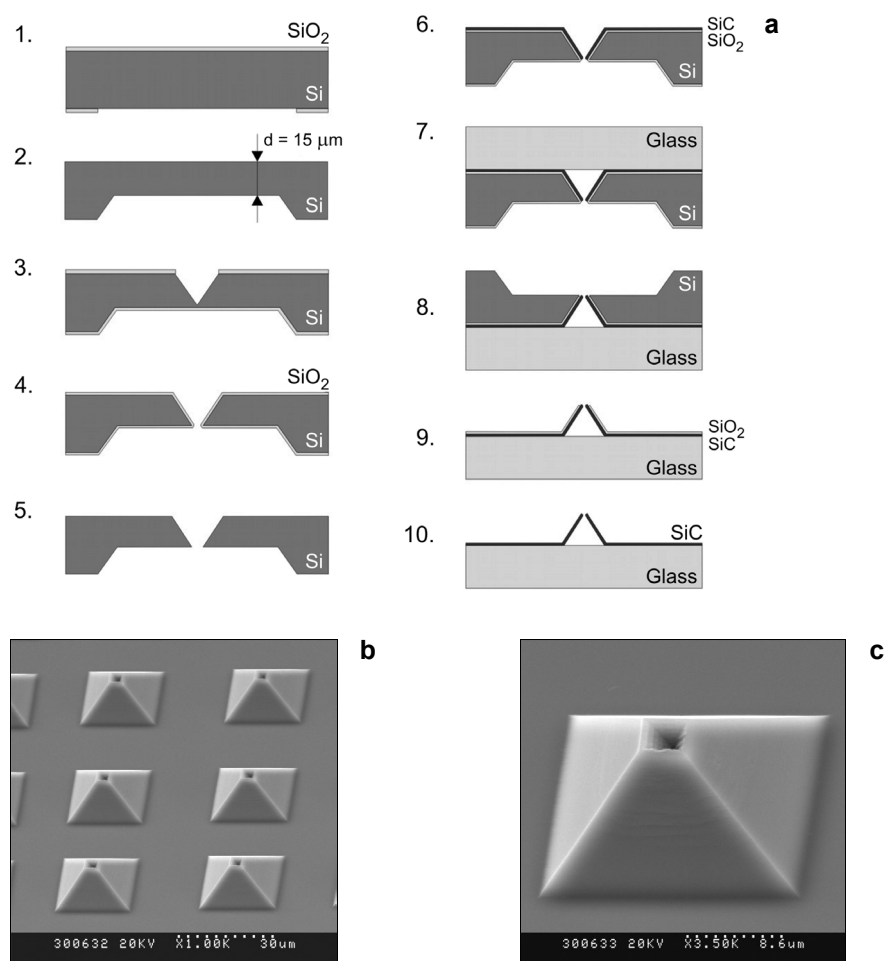 a
1.
SiO2
Si
2.
d = 15 μm
Si
3.
Si
4.
SiO2
Si
5.
Si
6.
SiC
SiO2
Si
7.
Glass
Si
8.
Si
Glass
9.
SiO2
SiC
Glass
10.
SiC
Glass
b
300632 20KV X1.00K 30um
c
300633 20KV X3.50K 8.6um